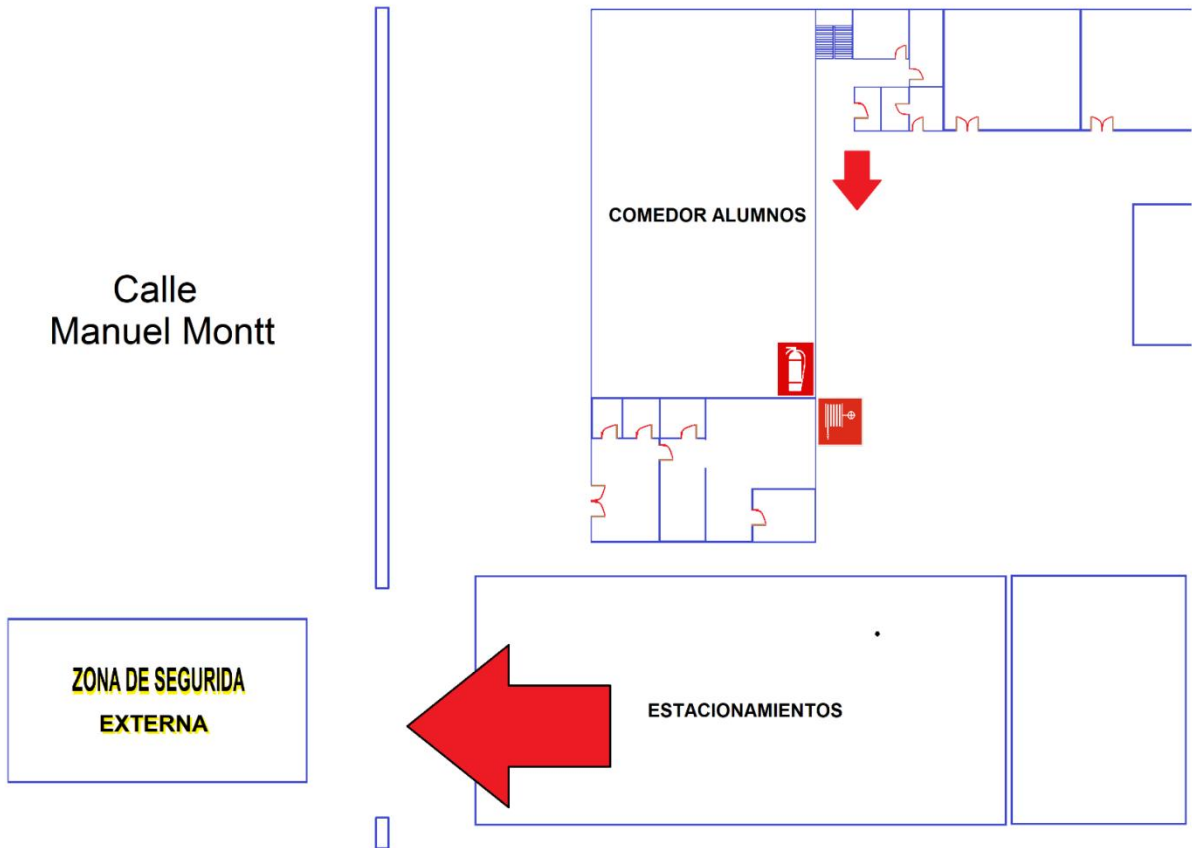 COMEDOR ALUMNOS
Calle
Manuel Montt
ZONA DE SEGURIDA
EXTERNA
ESTACIONAMIENTOS